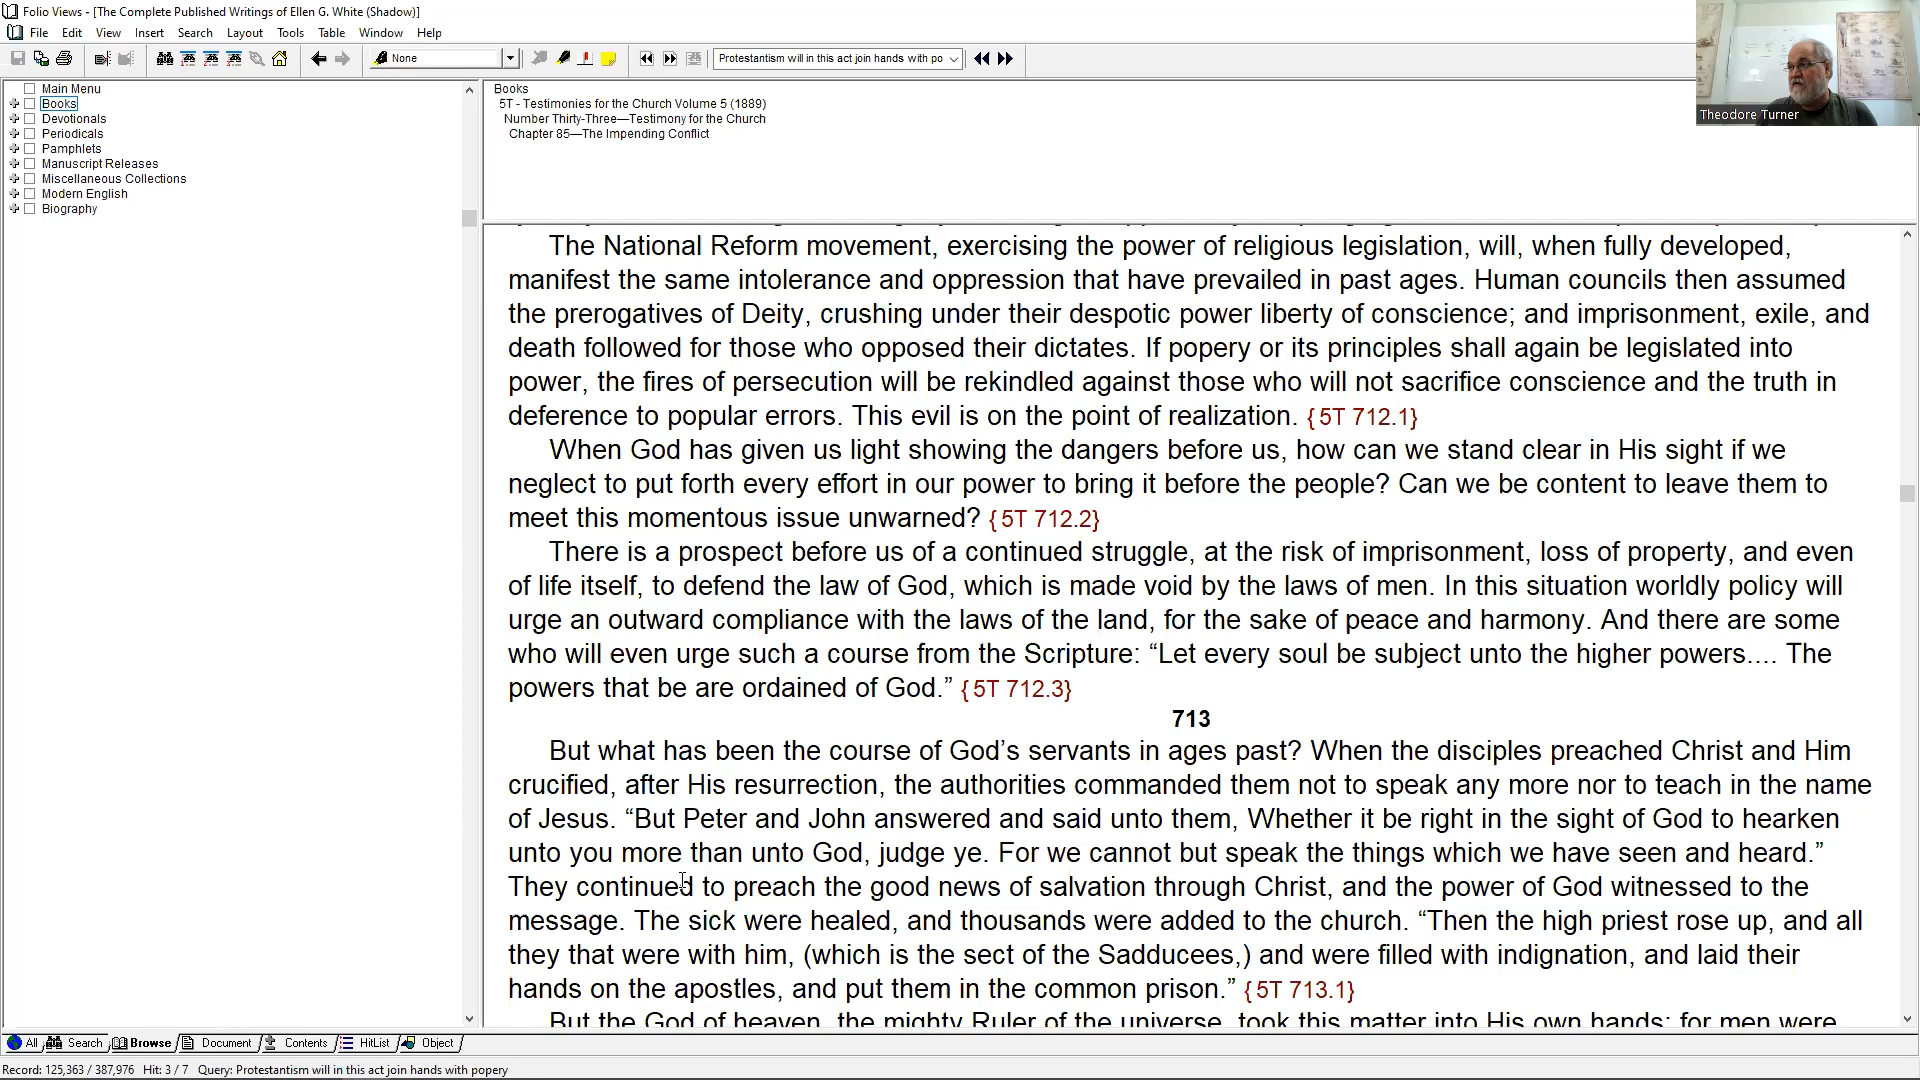 Folio Views - [The Complete Published Writings of Ellen G. White (Shadow)]
File Edit View Insert Search Layout Tools Table Window Help
None
Protestantism will in this act join hands with po
Main Menu
Books
Devotionals
Periodicals
Pamphlets
Manuscript Releases
Miscellaneous Collections
Modern English
Biography
Books
5T - Testimonies for the Church Volume 5 (1889)
Number Thirty-Three—Testimony for the Church
Chapter 85—The Impending Conflict
Theodore Turner
The National Reform movement, exercising the power of religious legislation, will, when fully developed,
manifest the same intolerance and oppression that have prevailed in past ages. Human councils then assumed
the prerogatives of Deity, crushing under their despotic power liberty of conscience; and imprisonment, exile, and
death followed for those who opposed their dictates. If popery or its principles shall again be legislated into
power, the fires of persecution will be rekindled against those who will not sacrifice conscience and the truth in
deference to popular errors. This evil is on the point of realization. {5T 712.1}
When God has given us light showing the dangers before us, how can we stand clear in His sight if we
neglect to put forth every effort in our power to bring it before the people? Can we be content to leave them to
meet this momentous issue unwarned? {5T 712.2}
There is a prospect before us of a continued struggle, at the risk of imprisonment, loss of property, and even
of life itself, to defend the law of God, which is made void by the laws of men. In this situation worldly policy will
urge an outward compliance with the laws of the land, for the sake of peace and harmony. And there are some
who will even urge such a course from the Scripture: “Let every soul be subject unto the higher powers.... The
powers that be are ordained of God.” {5T 712.3}
713
But what has been the course of God’s servants in ages past? When the disciples preached Christ and Him
crucified, after His resurrection, the authorities commanded them not to speak any more nor to teach in the name
of Jesus. “But Peter and John answered and said unto them, Whether it be right in the sight of God to hearken
unto you more than unto God, judge ye. For we cannot but speak the things which we have seen and heard.”
They continued to preach the good news of salvation through Christ, and the power of God witnessed to the
message. The sick were healed, and thousands were added to the church. “Then the high priest rose up, and all
they that were with him, (which is the sect of the Sadducees,) and were filled with indignation, and laid their
hands on the apostles, and put them in the common prison.” {5T 713.1}
But the God of heaven, the mighty Ruler of the universe, took this matter into His own hands; for men were
All Search Browse Document Contents HitList Object
Record: 125,363 / 387,976 Hit: 3 / 7 Query: Protestantism will in this act join hands with popery